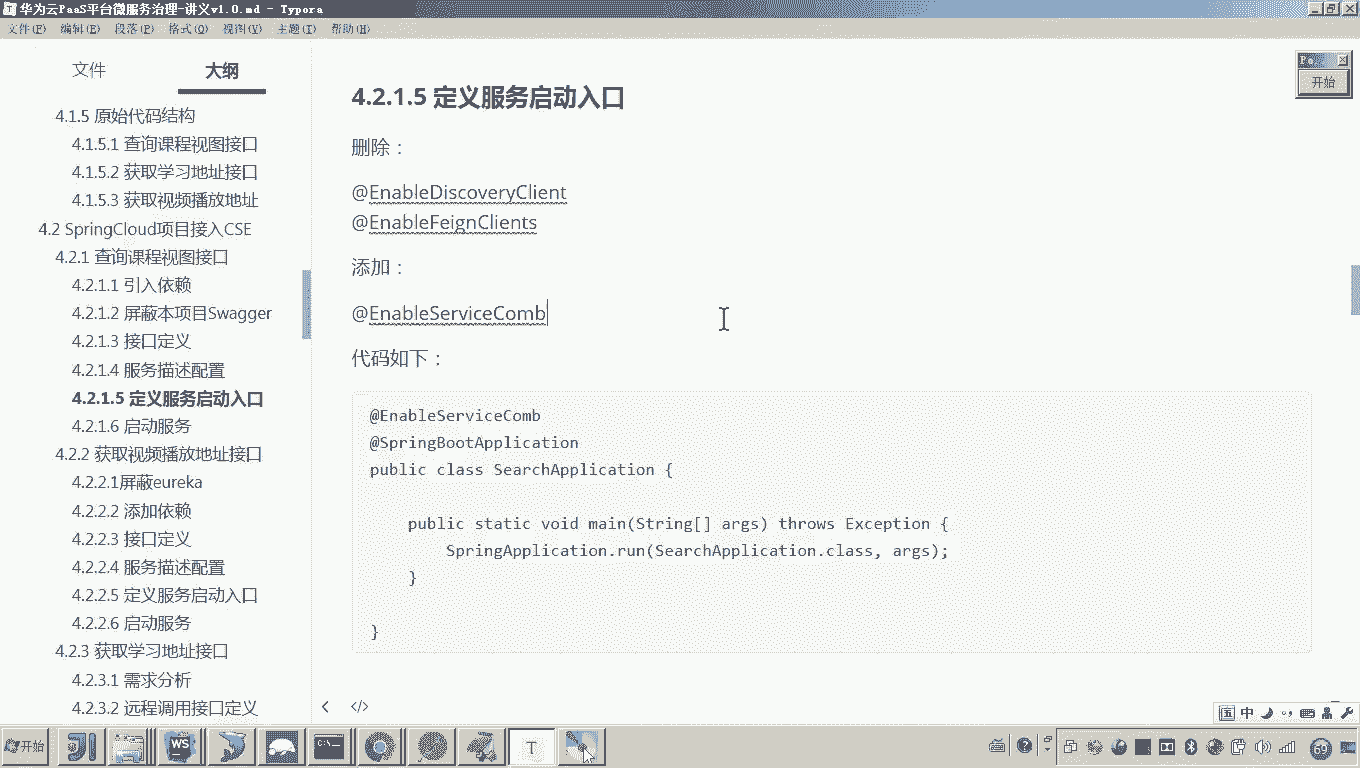 华为云PaaS平台微服务治理-讲义v1.0.md - Typora
文件(F) 编辑(E) 段落(P) 格式(O) 视图(V) 主题(T) 帮助(H)
文件 大纲
4.1.5 原始代码结构
4.1.5.1 查询课程视图接口
4.1.5.2 获取学习地址接口
4.1.5.3 获取视频播放地址
4.2 SpringCloud项目接入CSE
4.2.1 查询课程视图接口
4.2.1.1 引入依赖
4.2.1.2 屏蔽本项目Swagger
4.2.1.3 接口定义
4.2.1.4 服务描述配置
4.2.1.5 定义服务启动入口
4.2.1.6 启动服务
4.2.2 获取视频播放地址接口
4.2.2.1屏蔽eureka
4.2.2.2 添加依赖
4.2.2.3 接口定义
4.2.2.4 服务描述配置
4.2.2.5 定义服务启动入口
4.2.2.6 启动服务
4.2.3 获取学习地址接口
4.2.3.1 需求分析
4.2.3.2 远程调用接口定义
4.2.1.5 定义服务启动入口
删除：
@EnableDiscoveryClient
@EnableFeignClients
添加：
@EnableServiceComb
代码如下：
@EnableServiceComb
@SpringBootApplication
public class SearchApplication {
public static void main(String[] args) throws Exception {
SpringApplication.run(SearchApplication.class, args);
}
}
</>
开始
中
开始
WS
T
69